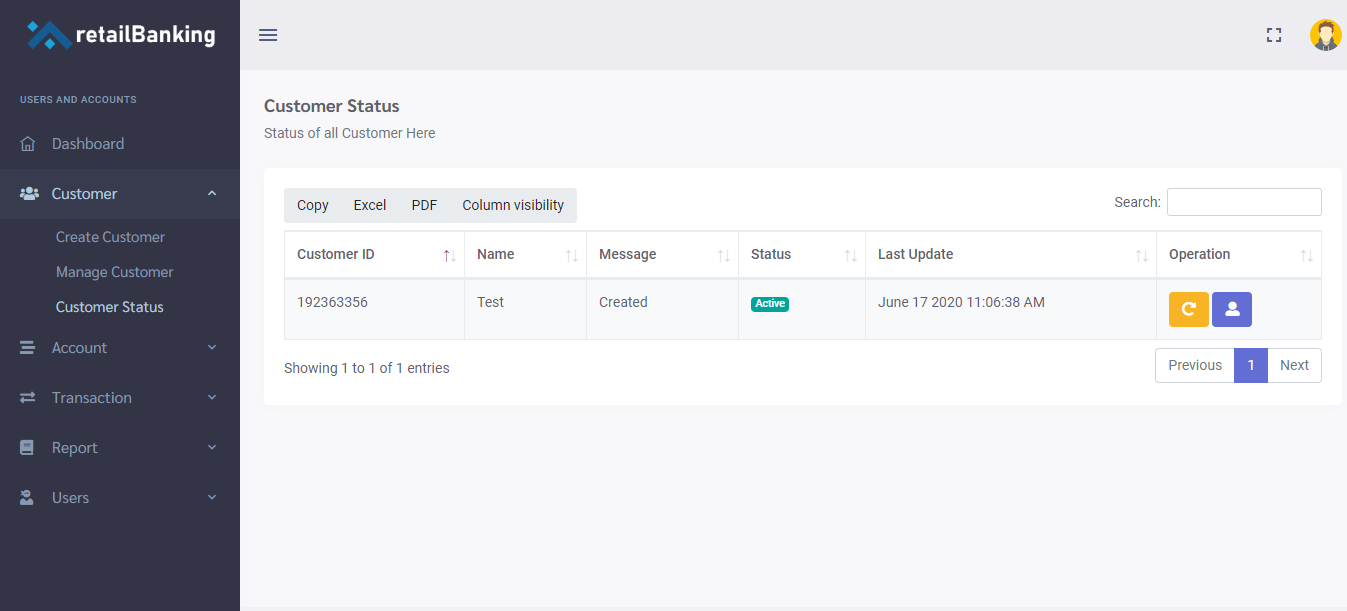 retailBanking
USERS AND ACCOUNTS
Dashboard
Customer
Create Customer
Manage Customer
Customer Status
Account
Transaction
Report
Users
Customer Status
Status of all Customer Here
Copy Excel PDF Column visibility
Search:
Customer ID Name Message Status Last Update Operation
192363356 Test Created Active June 17 2020 11:06:38 AM
Showing 1 to 1 of 1 entries
Previous 1 Next